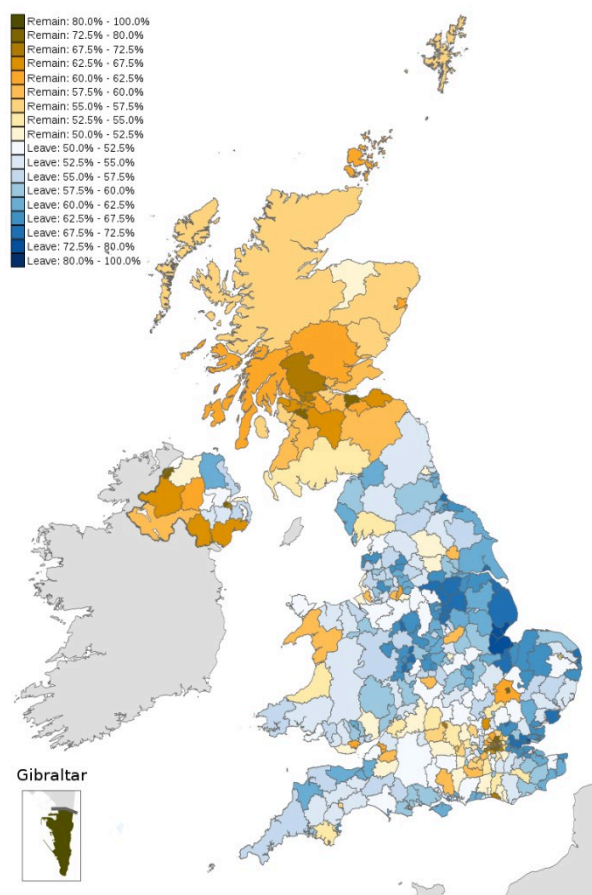 Remain: 80.0% - 100.0%
Remain: 72.5% - 80.0%
Remain: 67.5% - 72.5%
Remain: 62.5% - 67.5%
Remain: 60.0% - 62.5%
Remain: 57.5% - 60.0%
Remain: 55.0% - 57.5%
Remain: 52.5% - 55.0%
Remain: 50.0% - 52.5%
Leave: 50.0% - 52.5%
Leave: 52.5% - 55.0%
Leave: 55.0% - 57.5%
Leave: 57.5% - 60.0%
Leave: 60.0% - 62.5%
Leave: 62.5% - 67.5%
Leave: 67.5% - 72.5%
Leave: 72.5% - 80.0%
Leave: 80.0% - 100.0%
Gibraltar